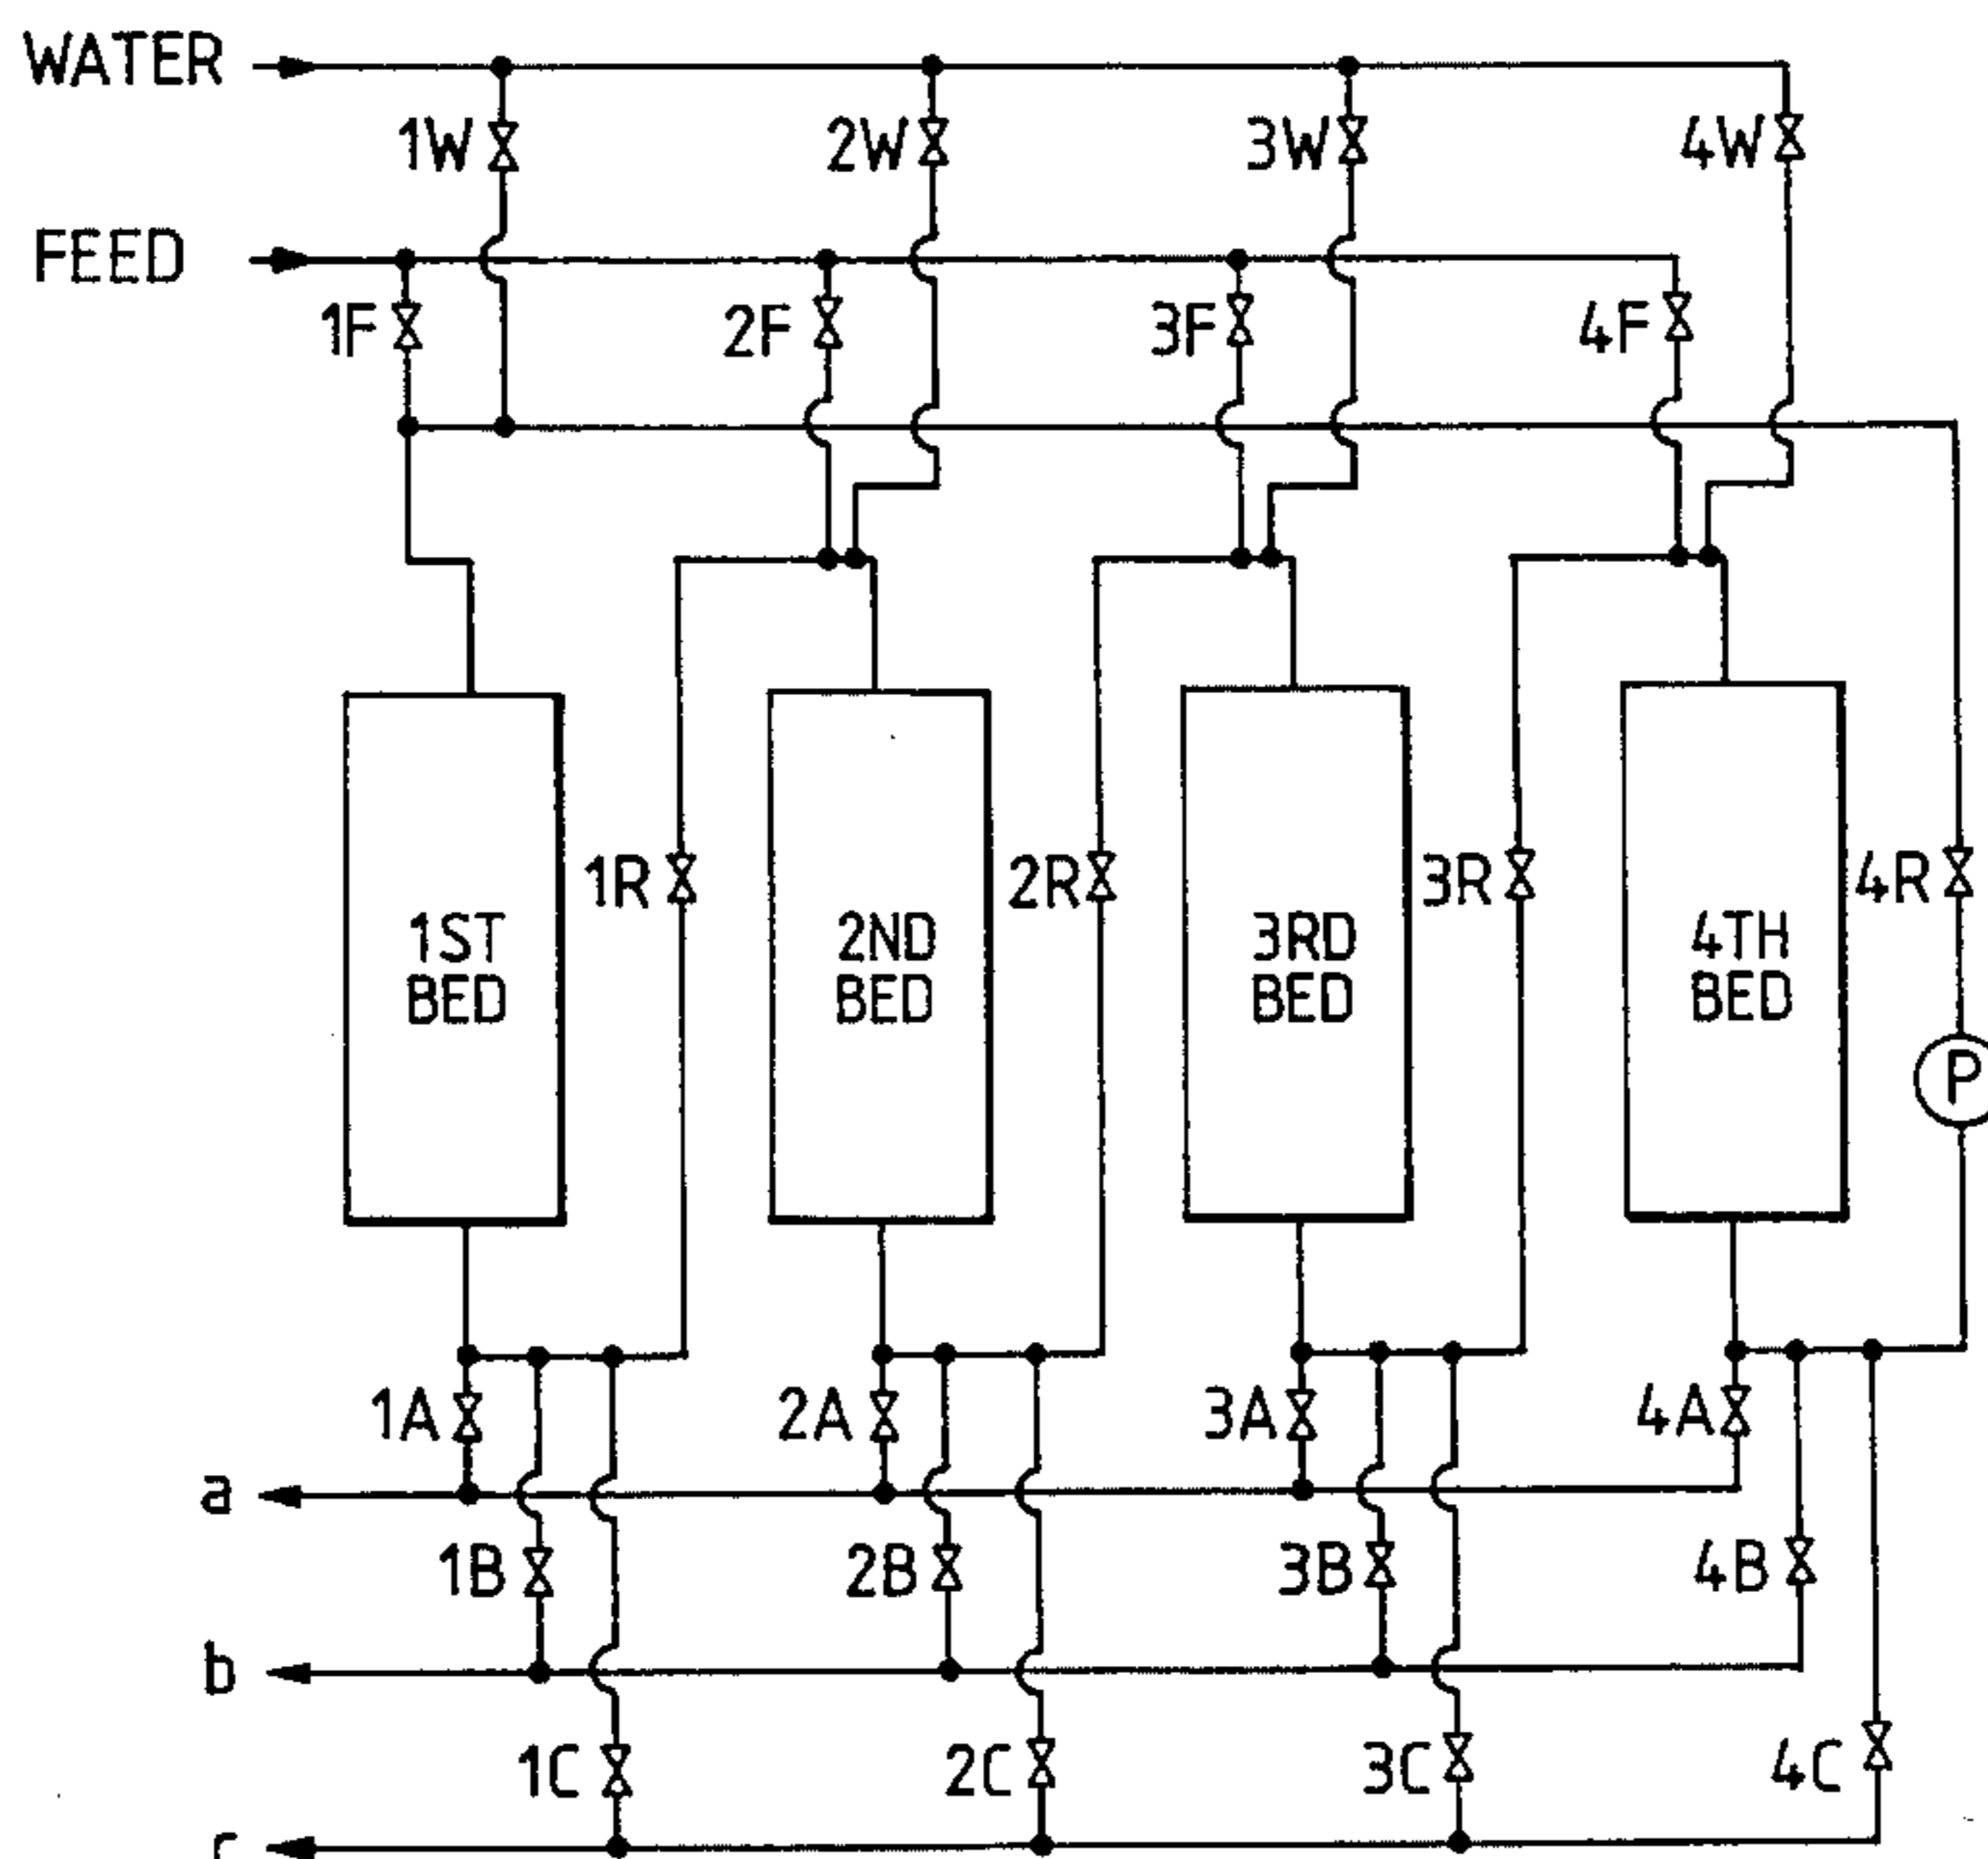 WATER
1W 2W 3W 4W
FEED
1F 2F 3F 4F
1R 2R 3R 4R
1ST 2ND 3RD 4TH
BED BED BED BED
P
1A 2A 3A 4A
a
1B 2B 3B 4B
b
1C 2C 3C 4C